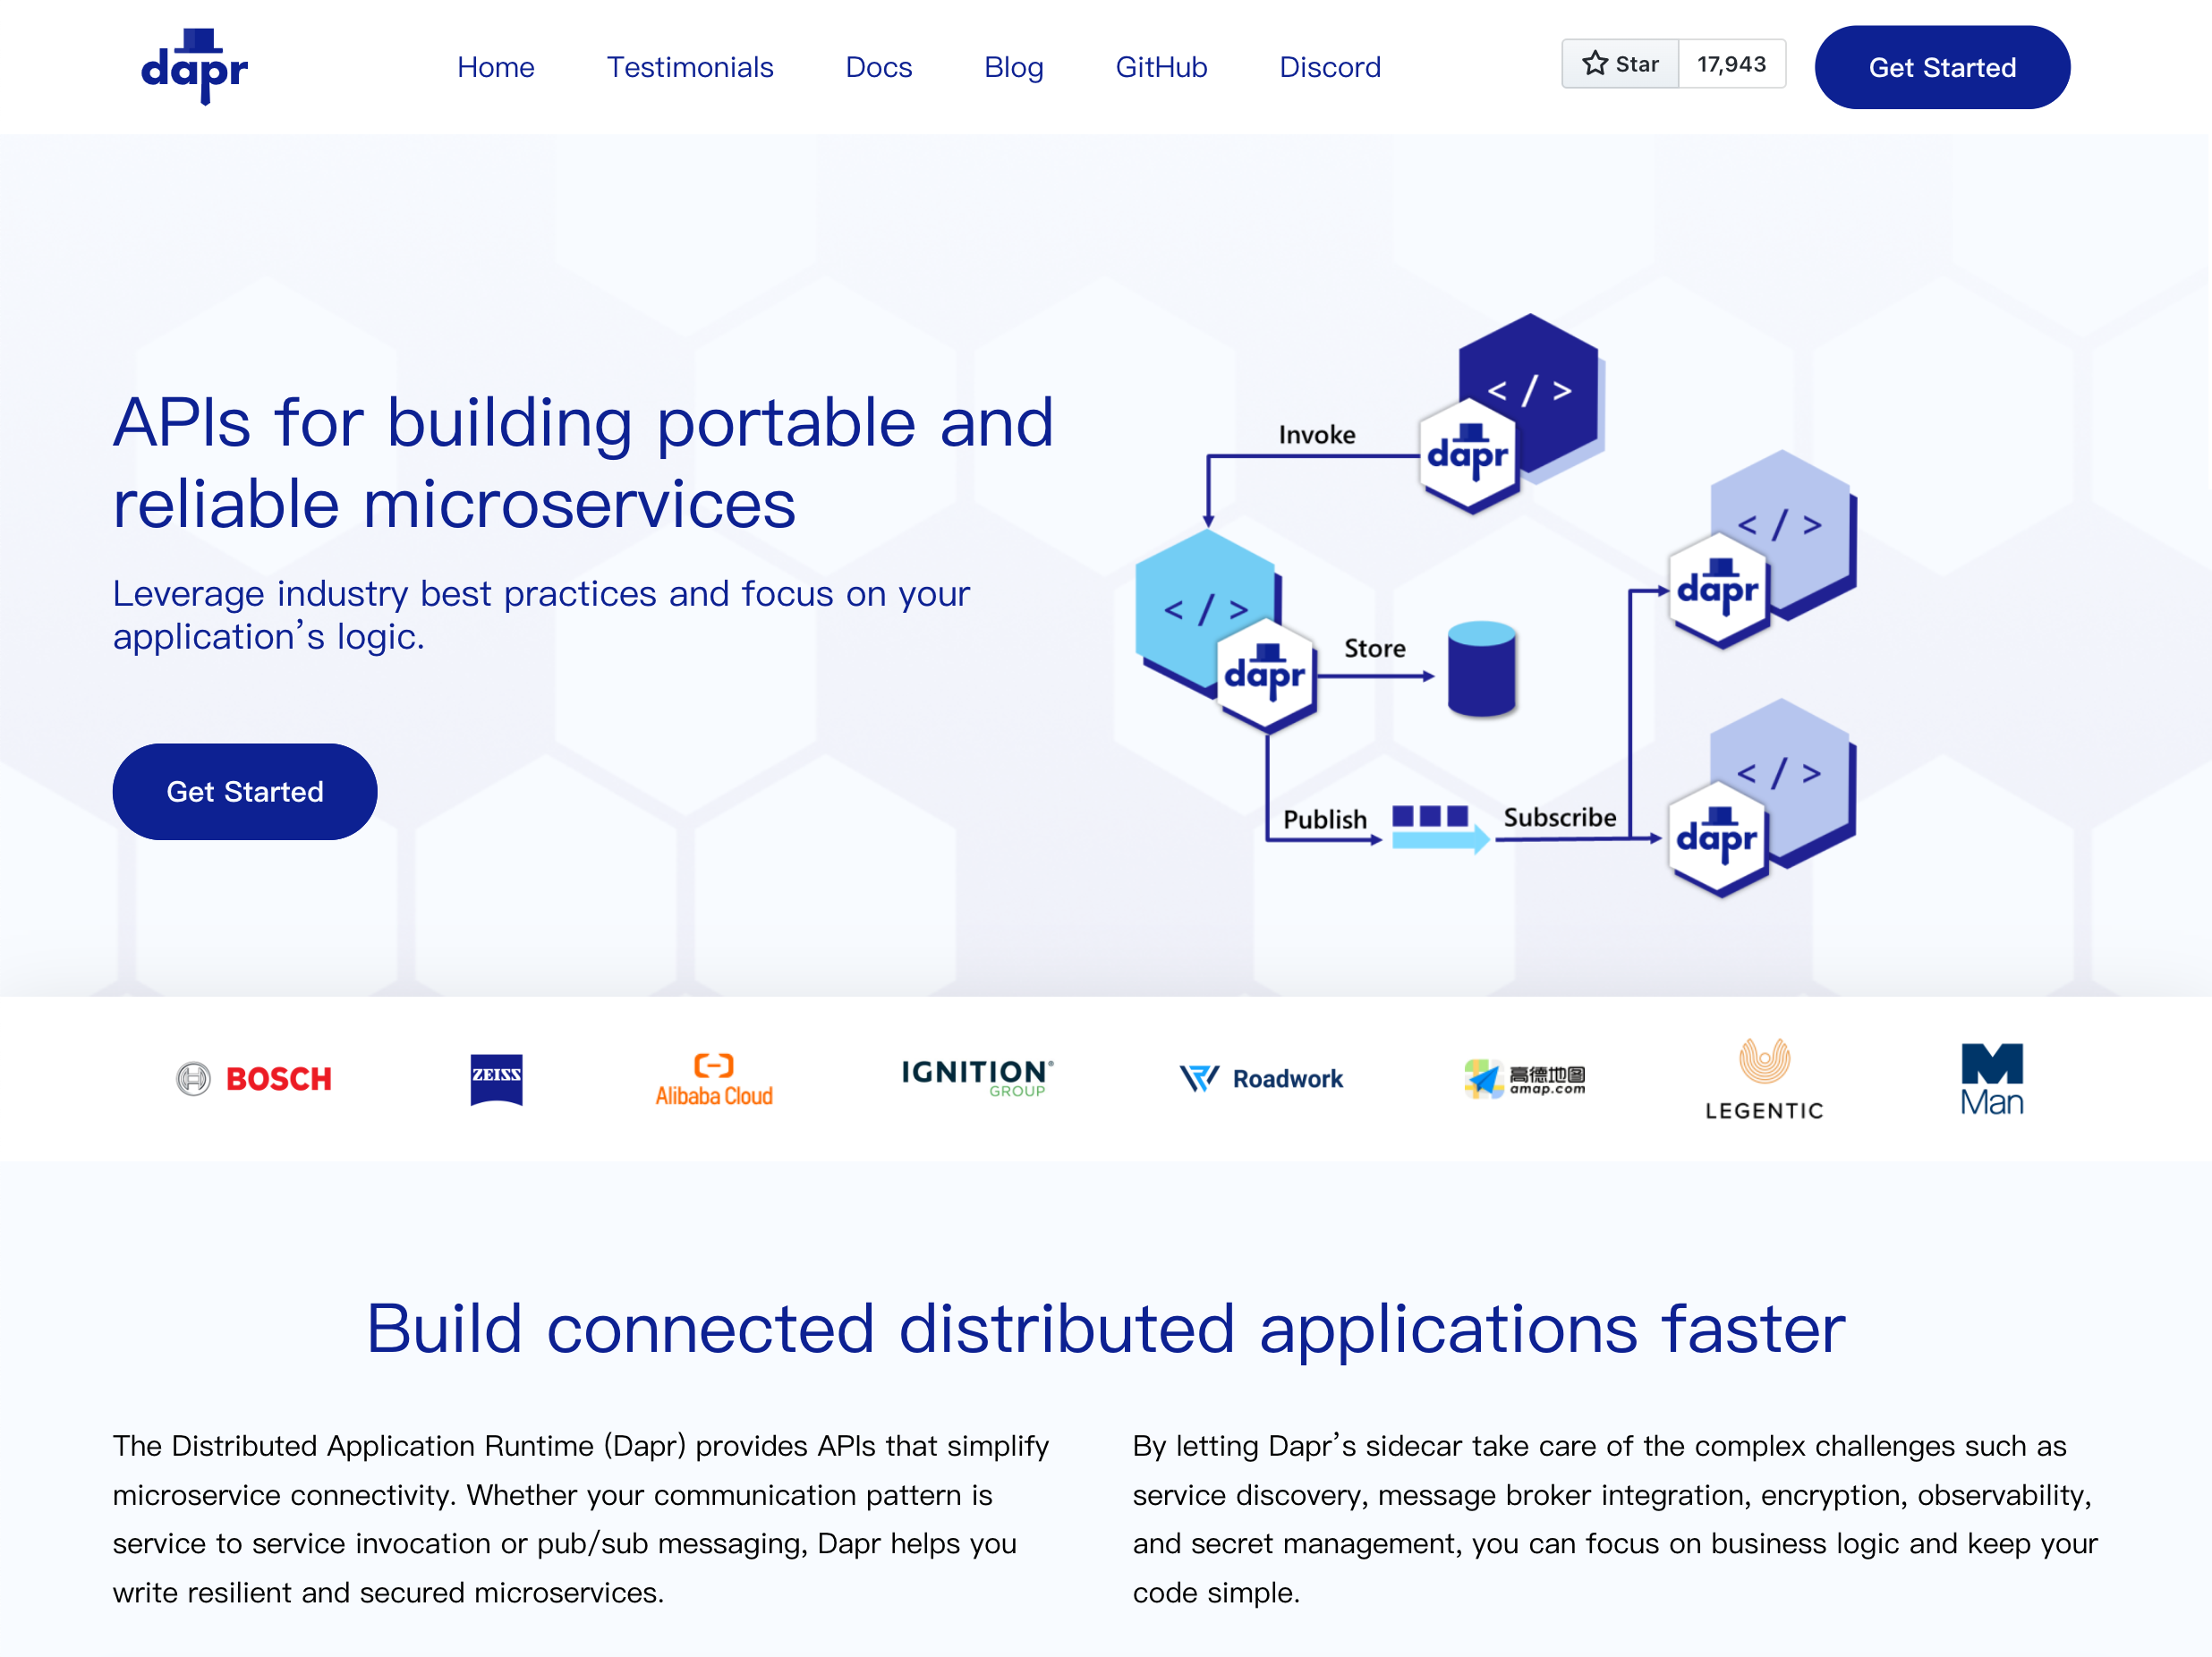 dapr
Home
Testimonials
Docs
Blog
GitHub
Discord
Star
17,943
Get Started
APIs for building portable and
reliable microservices
Leverage industry best practices and focus on your
application’s logic.
Get Started
</>
dapr
Invoke
</>
dapr
</>
dapr
Store
</>
dapr
Publish
Subscribe
BOSCH
ZEISS
Alibaba Cloud
IGNITION®
GROUP
Roadwork
高德地图
amap.com
LEGENTIC
M
Man
Build connected distributed applications faster
The Distributed Application Runtime (Dapr) provides APIs that simplify
microservice connectivity. Whether your communication pattern is
service to service invocation or pub/sub messaging, Dapr helps you
write resilient and secured microservices.
By letting Dapr’s sidecar take care of the complex challenges such as
service discovery, message broker integration, encryption, observability,
and secret management, you can focus on business logic and keep your
code simple.